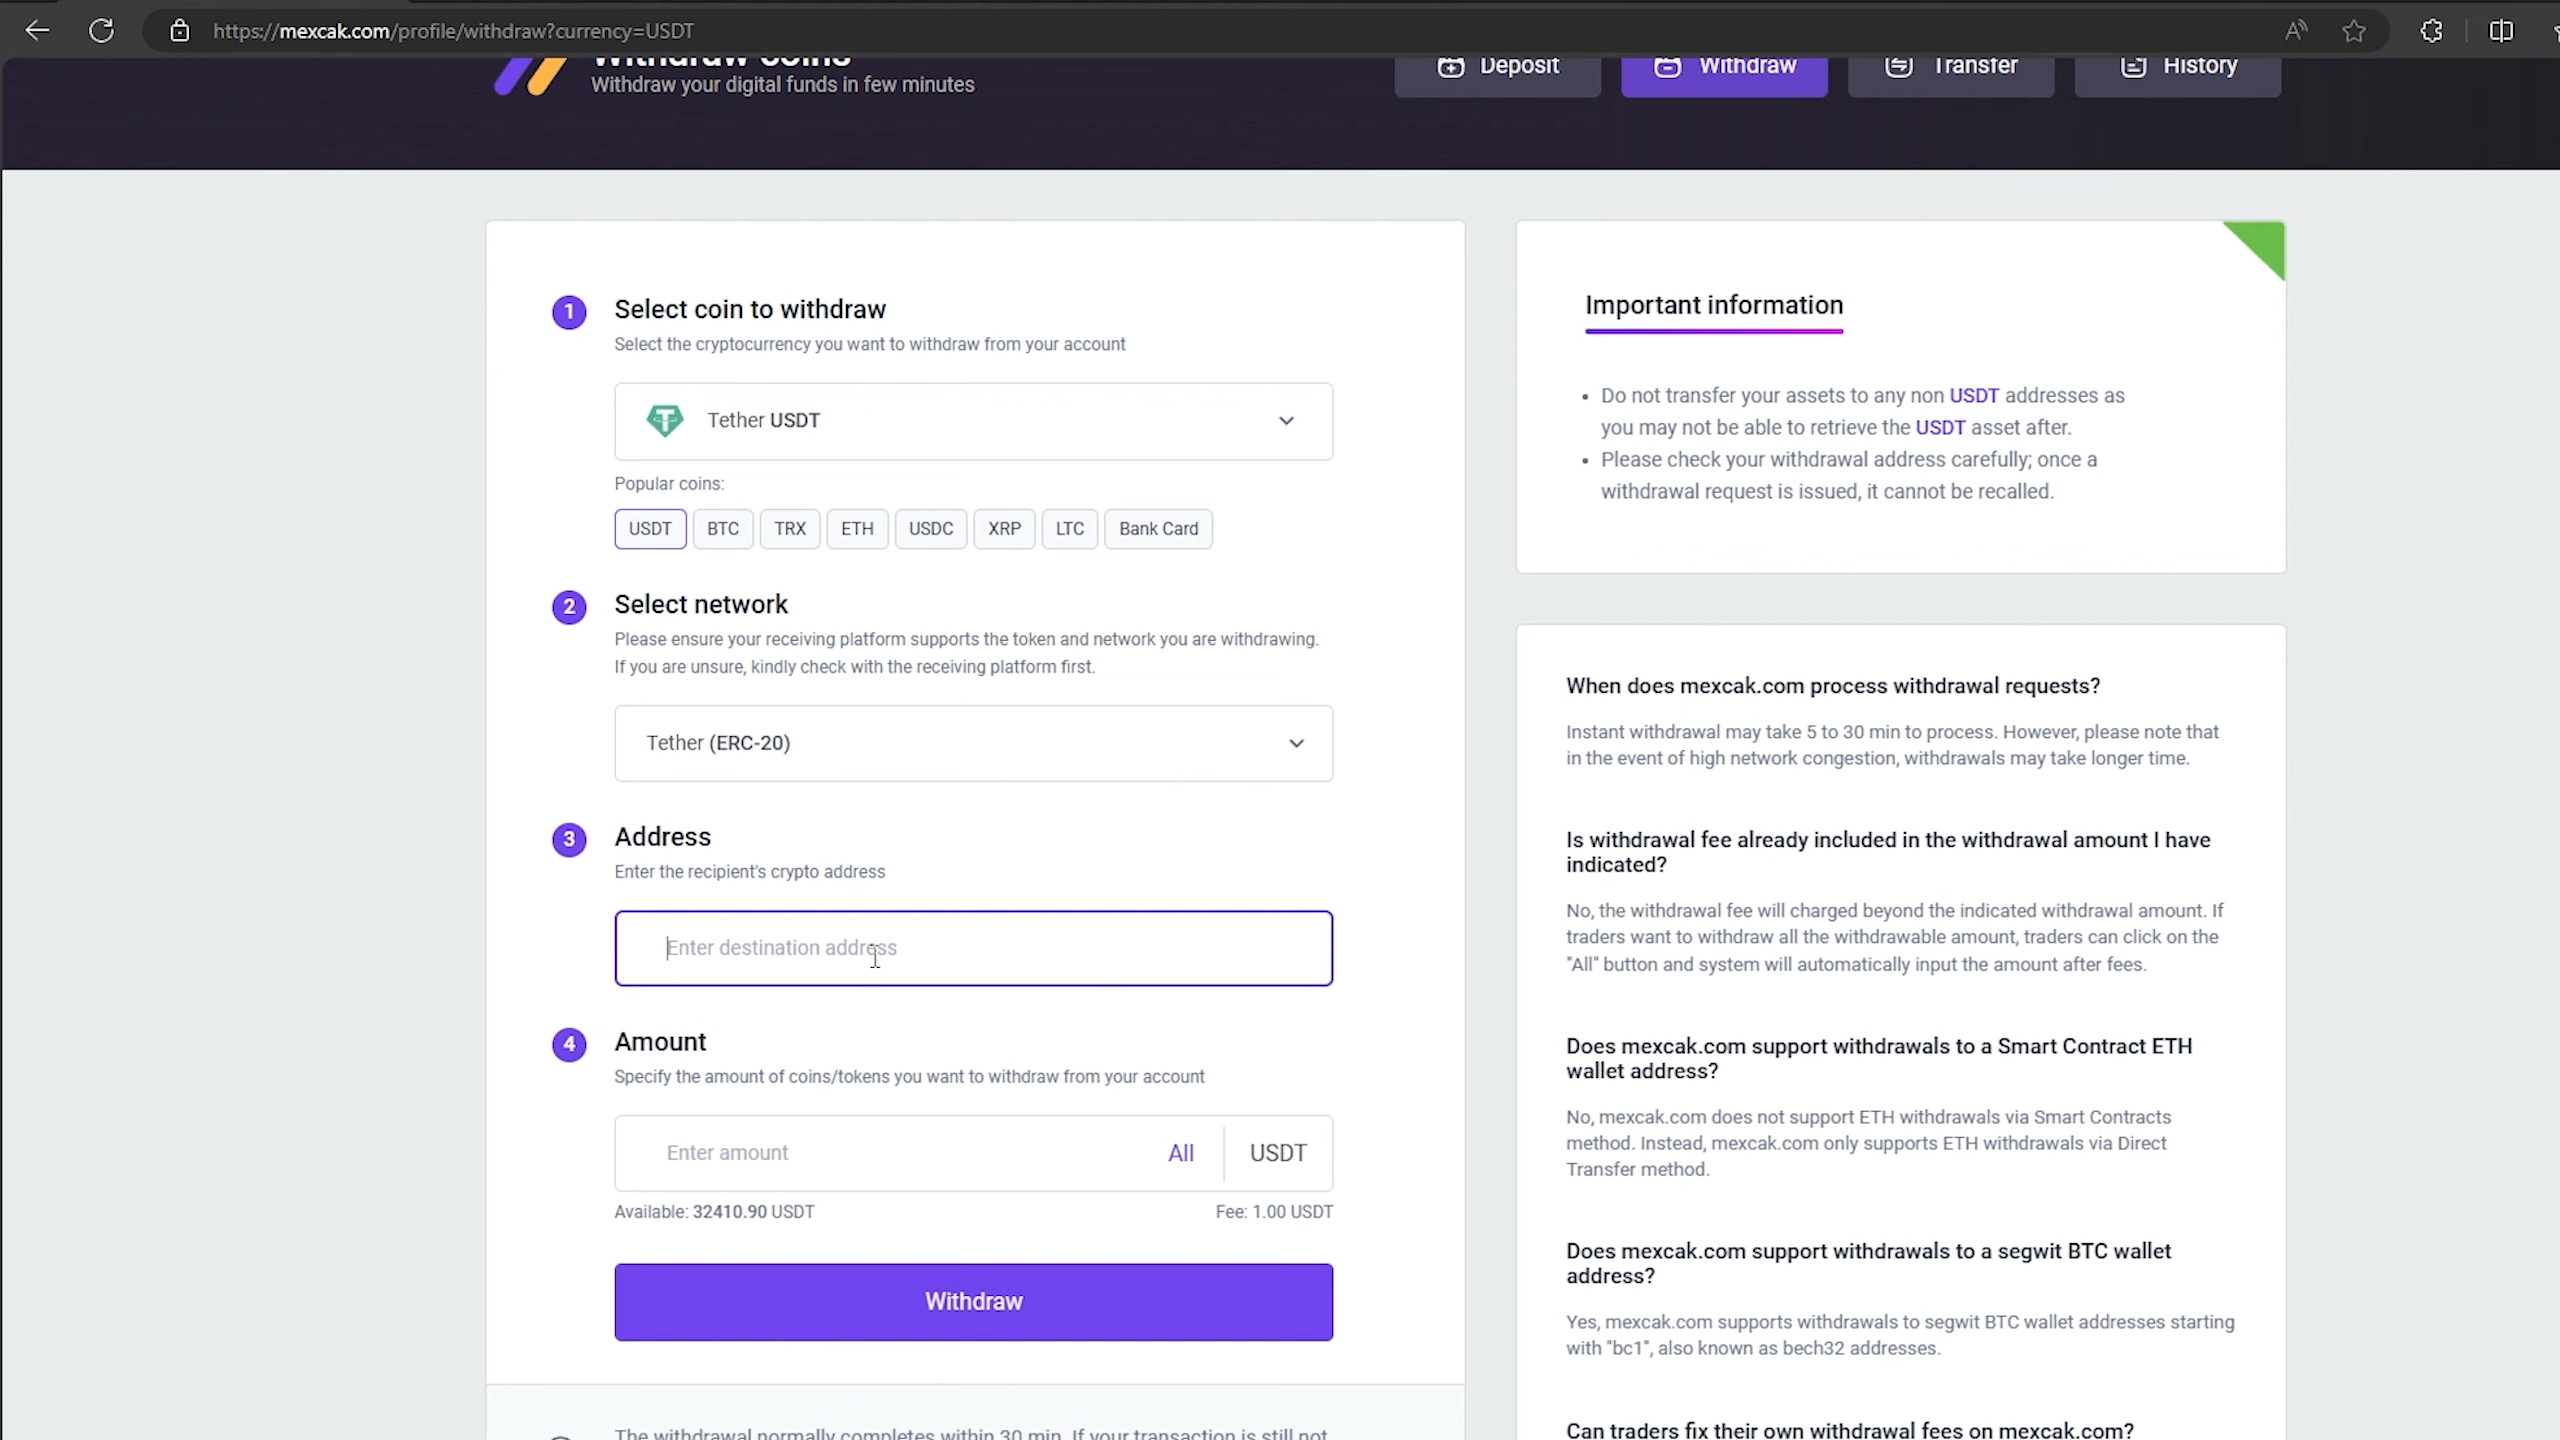 https://mexcak.com/profile/withdraw?currency=USDT
Withdraw coins
Withdraw your digital funds in few minutes
Deposit
Withdraw
Transfer
History
1
Select coin to withdraw
Select the cryptocurrency you want to withdraw from your account
Tether USDT
Popular coins:
USDT
BTC
TRX
ETH
USDC
XRP
LTC
Bank Card
2
Select network
Please ensure your receiving platform supports the token and network you are withdrawing.
If you are unsure, kindly check with the receiving platform first.
Tether (ERC-20)
3
Address
Enter the recipient's crypto address
Enter destination address
4
Amount
Specify the amount of coins/tokens you want to withdraw from your account
Enter amount
All
USDT
Available: 32410.90 USDT
Fee: 1.00 USDT
Withdraw
The withdrawal normally completes within 30 min. If your transaction is still not
Important information
• Do not transfer your assets to any non USDT addresses as
you may not be able to retrieve the USDT asset after.
• Please check your withdrawal address carefully; once a
withdrawal request is issued, it cannot be recalled.
When does mexcak.com process withdrawal requests?
Instant withdrawal may take 5 to 30 min to process. However, please note that
in the event of high network congestion, withdrawals may take longer time.
Is withdrawal fee already included in the withdrawal amount I have
indicated?
No, the withdrawal fee will charged beyond the indicated withdrawal amount. If
traders want to withdraw all the withdrawable amount, traders can click on the
"All" button and system will automatically input the amount after fees.
Does mexcak.com support withdrawals to a Smart Contract ETH
wallet address?
No, mexcak.com does not support ETH withdrawals via Smart Contracts
method. Instead, mexcak.com only supports ETH withdrawals via Direct
Transfer method.
Does mexcak.com support withdrawals to a segwit BTC wallet
address?
Yes, mexcak.com supports withdrawals to segwit BTC wallet addresses starting
with "bc1", also known as bech32 addresses.
Can traders fix their own withdrawal fees on mexcak.com?